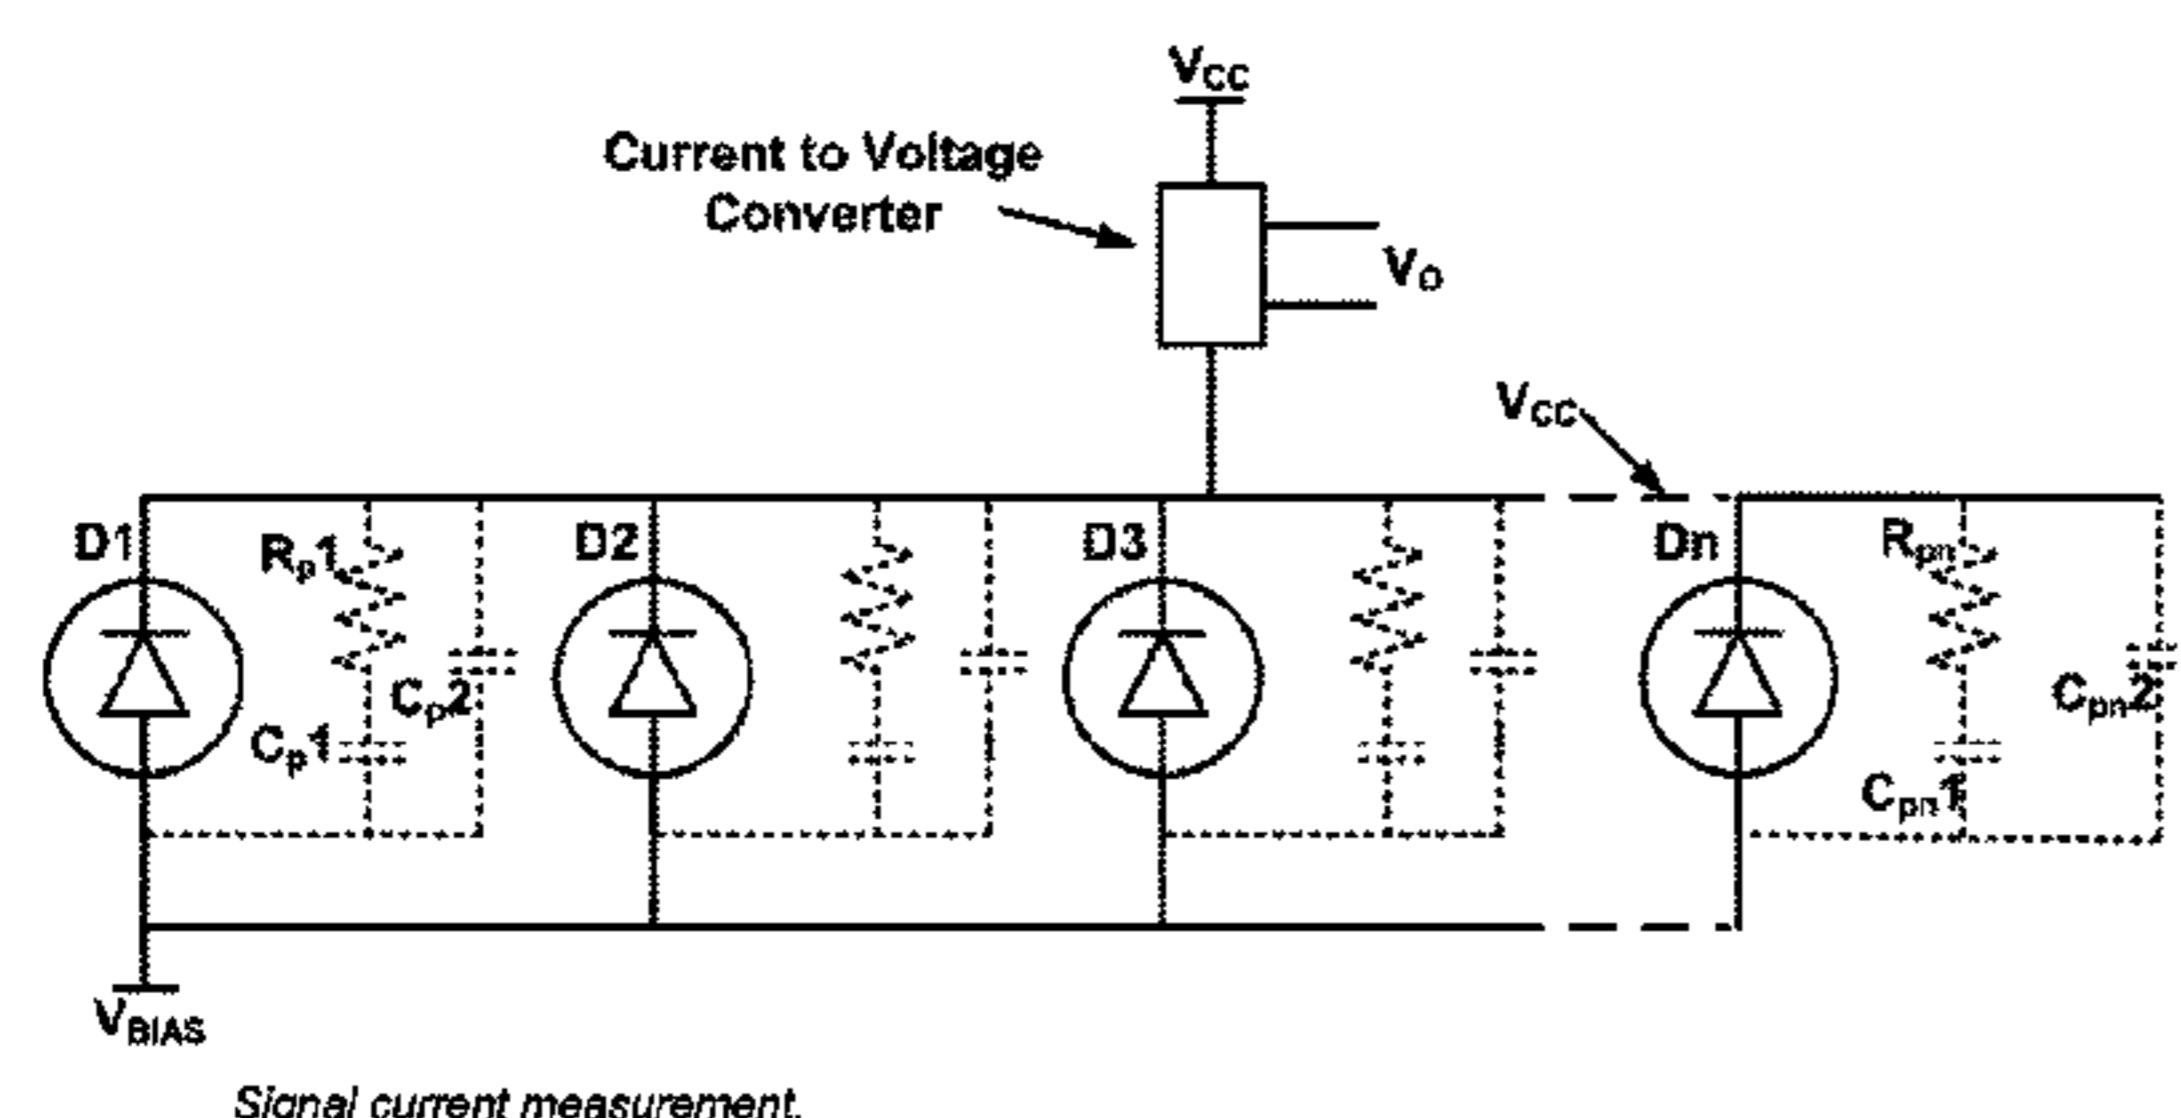 VCC
Current to Voltage
Converter
VO
VCC
D1
Rp1
D2
D3
Dn
Rpn
Cp2
Cpn2
Cp1
Cpn1
VBIAS
Signal current measurement.